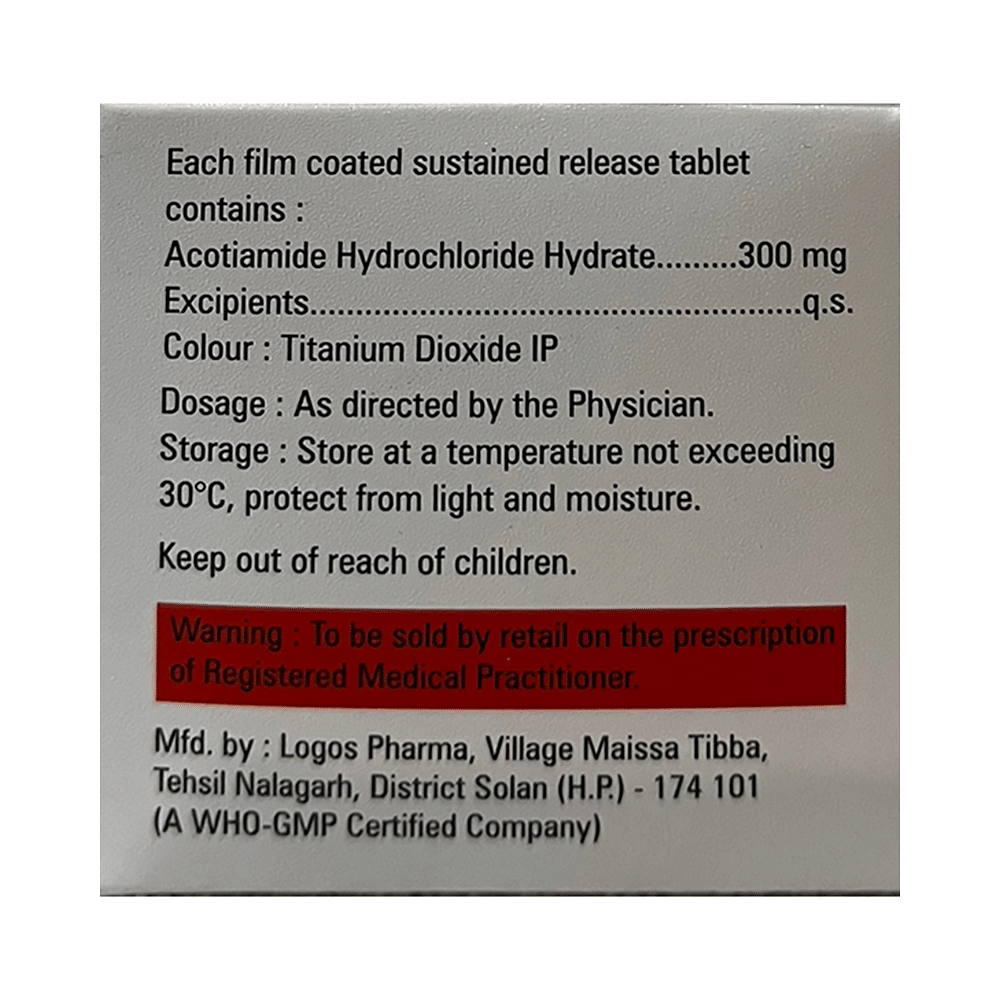 Each film coated sustained release tablet
contains :
Acotiamide Hydrochloride Hydrate.........300 mg
Excipients.......................................................q.s.
Colour : Titanium Dioxide IP
Dosage : As directed by the Physician.
Storage : Store at a temperature not exceeding
30°C, protect from light and moisture.
Keep out of reach of children.
Warning : To be sold by retail on the prescription
of Registered Medical Practitioner.
Mfd. by : Logos Pharma, Village Maissa Tibba,
Tehsil Nalagarh, District Solan (H.P.) - 174 101
(A WHO-GMP Certified Company)